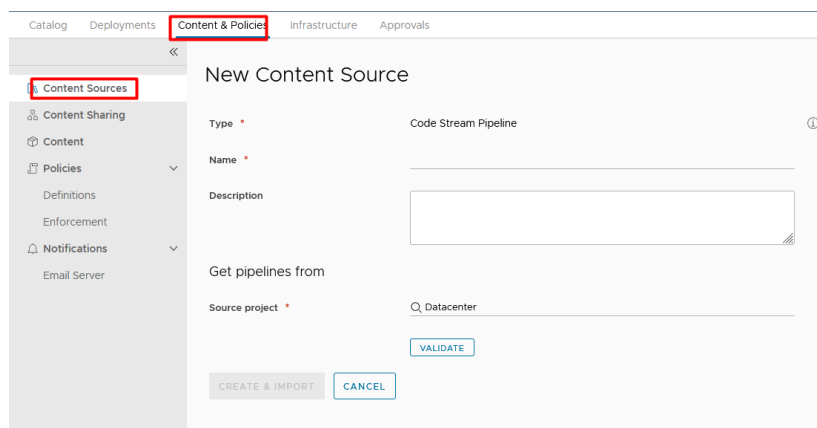 Catalog Deployments Content & Policies Infrastructure Approvals
«
Content Sources
Content Sharing
Content
Policies
Definitions
Enforcement
Notifications
Email Server
New Content Source
Type * Code Stream Pipeline
Name *
Description
Get pipelines from
Source project * Datacenter
VALIDATE
CREATE & IMPORT CANCEL